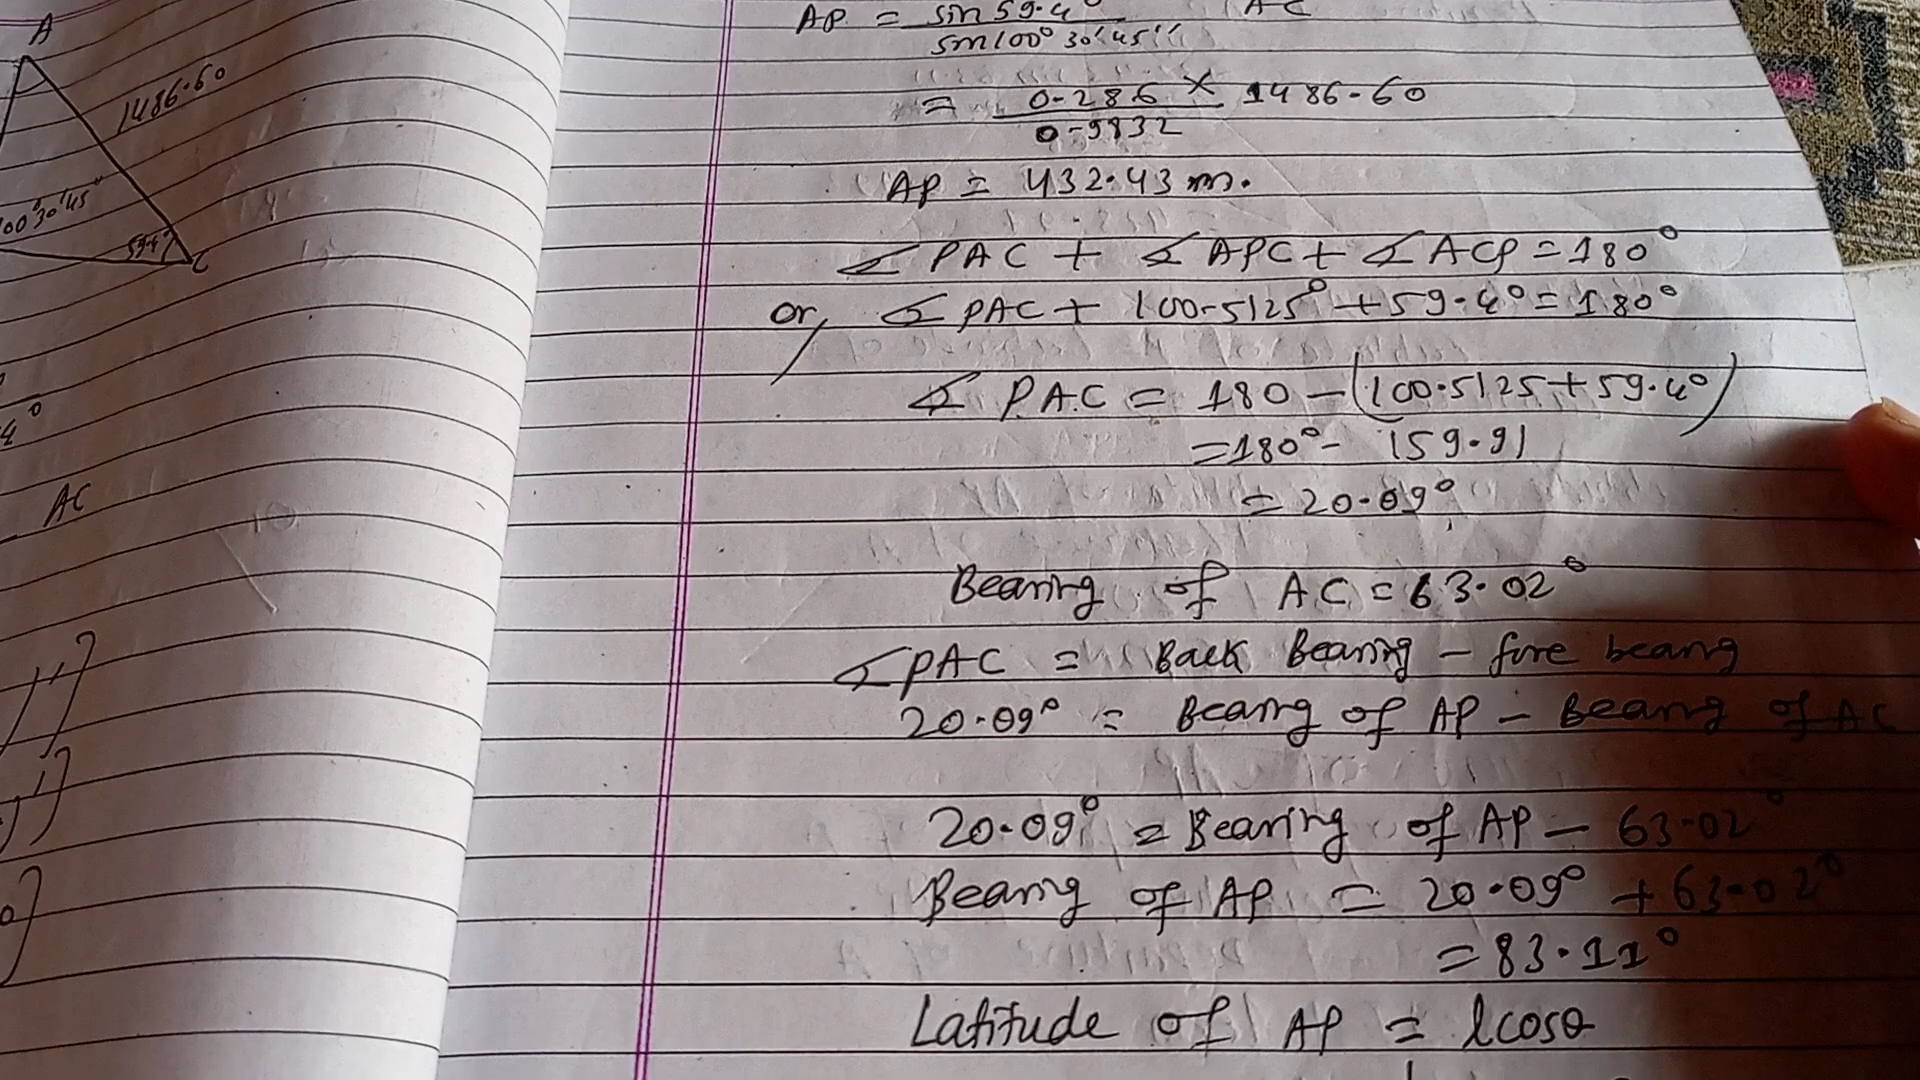 A
1486.60
100°30'45"
59.4°
C
4°
AC
AP = sin 59.4° AC
sin 100° 30' 45"
= 0.286 × 1486.60
0.9832
AP = 432.43 m.
∠ PAC + ∠ APC + ∠ ACP = 180°
or, ∠ PAC + 100.5125° + 59.4° = 180°
∠ PAC = 180 - (100.5125 + 59.4°)
= 180° - 159.91
= 20.09°
Bearing of AC = 63.02°
∠PAC = Back Bearing - fore bearing
20.09° = Bearing of AP - Bearing of AC
20.09° = Bearing of AP - 63.02°
Bearing of AP = 20.09° + 63.02°
= 83.11°
Latitude of AP = lcosθ